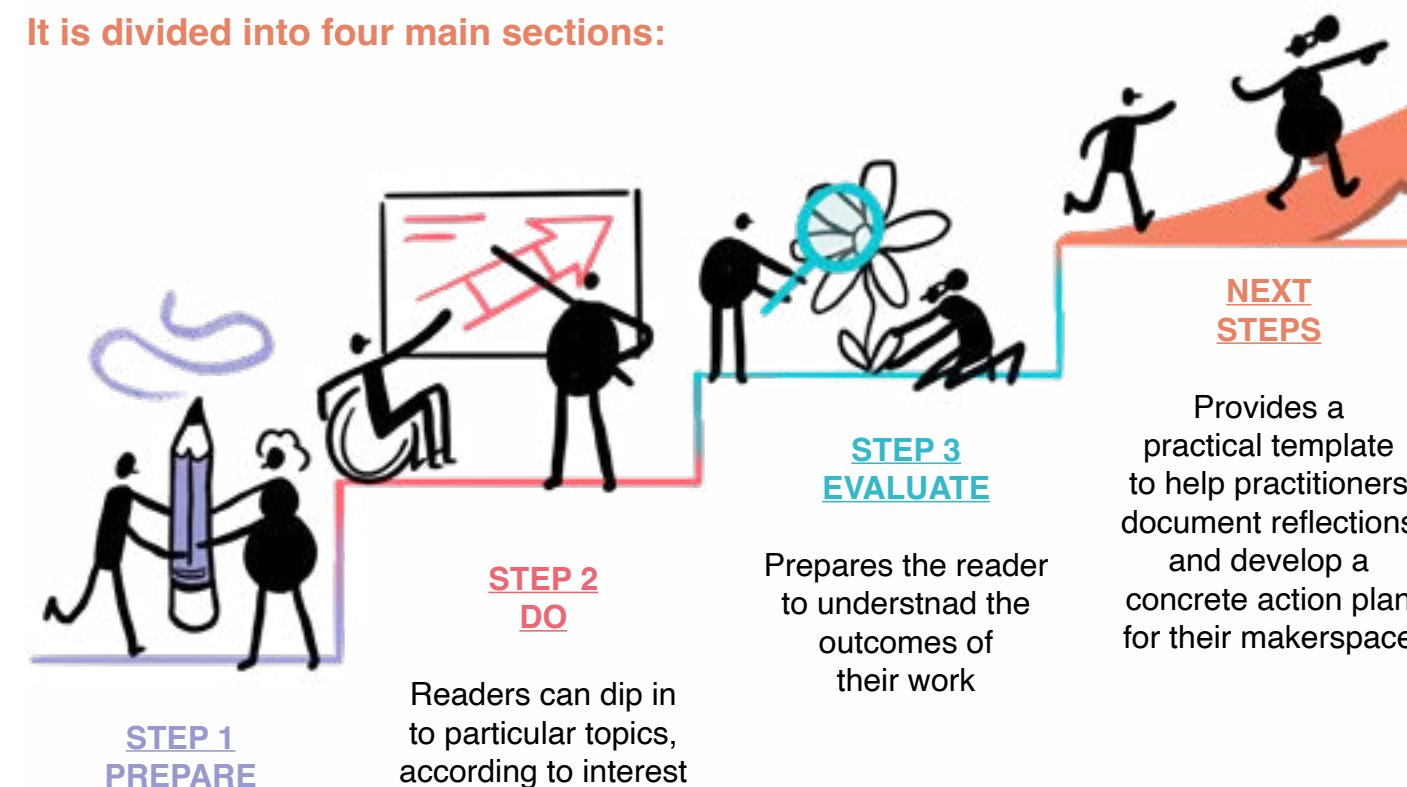 It is divided into four main sections:
STEP 1
PREPARE
STEP 2
DO
Readers can dip in
to particular topics,
according to interest
STEP 3
EVALUATE
Prepares the reader
to understnad the
outcomes of
their work
NEXT
STEPS
Provides a
practical template
to help practitioners
document reflections
and develop a
concrete action plan
for their makerspace